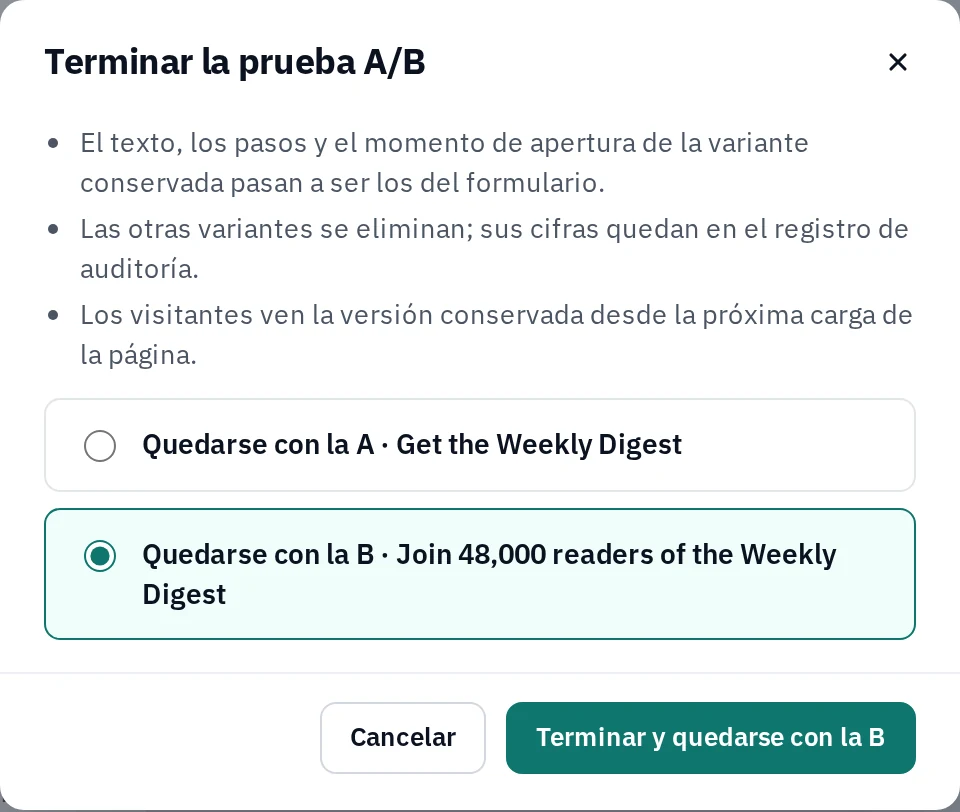 Terminar la prueba A/B
El texto, los pasos y el momento de apertura de la variante
conservada pasan a ser los del formulario.
Las otras variantes se eliminan; sus cifras quedan en el registro de
auditoría.
Los visitantes ven la versión conservada desde la próxima carga de
la página.
Quedarse con la A · Get the Weekly Digest
Quedarse con la B · Join 48,000 readers of the Weekly
Digest
Cancelar
Terminar y quedarse con la B